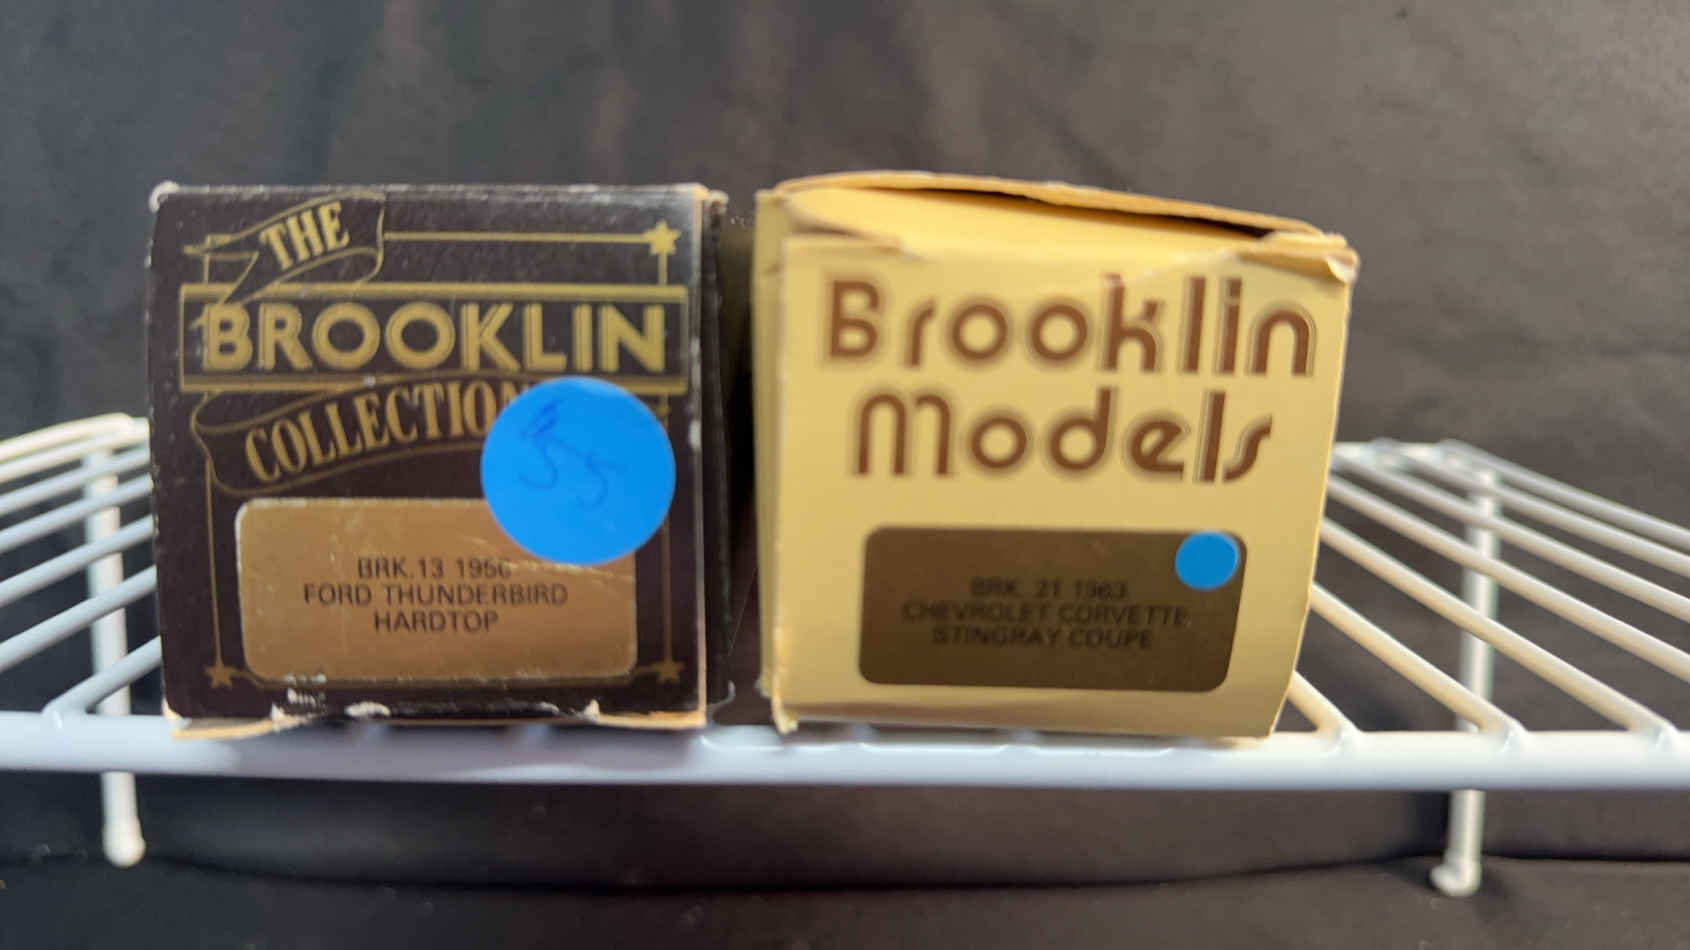 THE
BROOKLIN
COLLECTION
55
BRK.13 1956
FORD THUNDERBIRD
HARDTOP
Brooklin
Models
BRK. 21 1963
CHEVROLET CORVETTE
STINGRAY COUPE